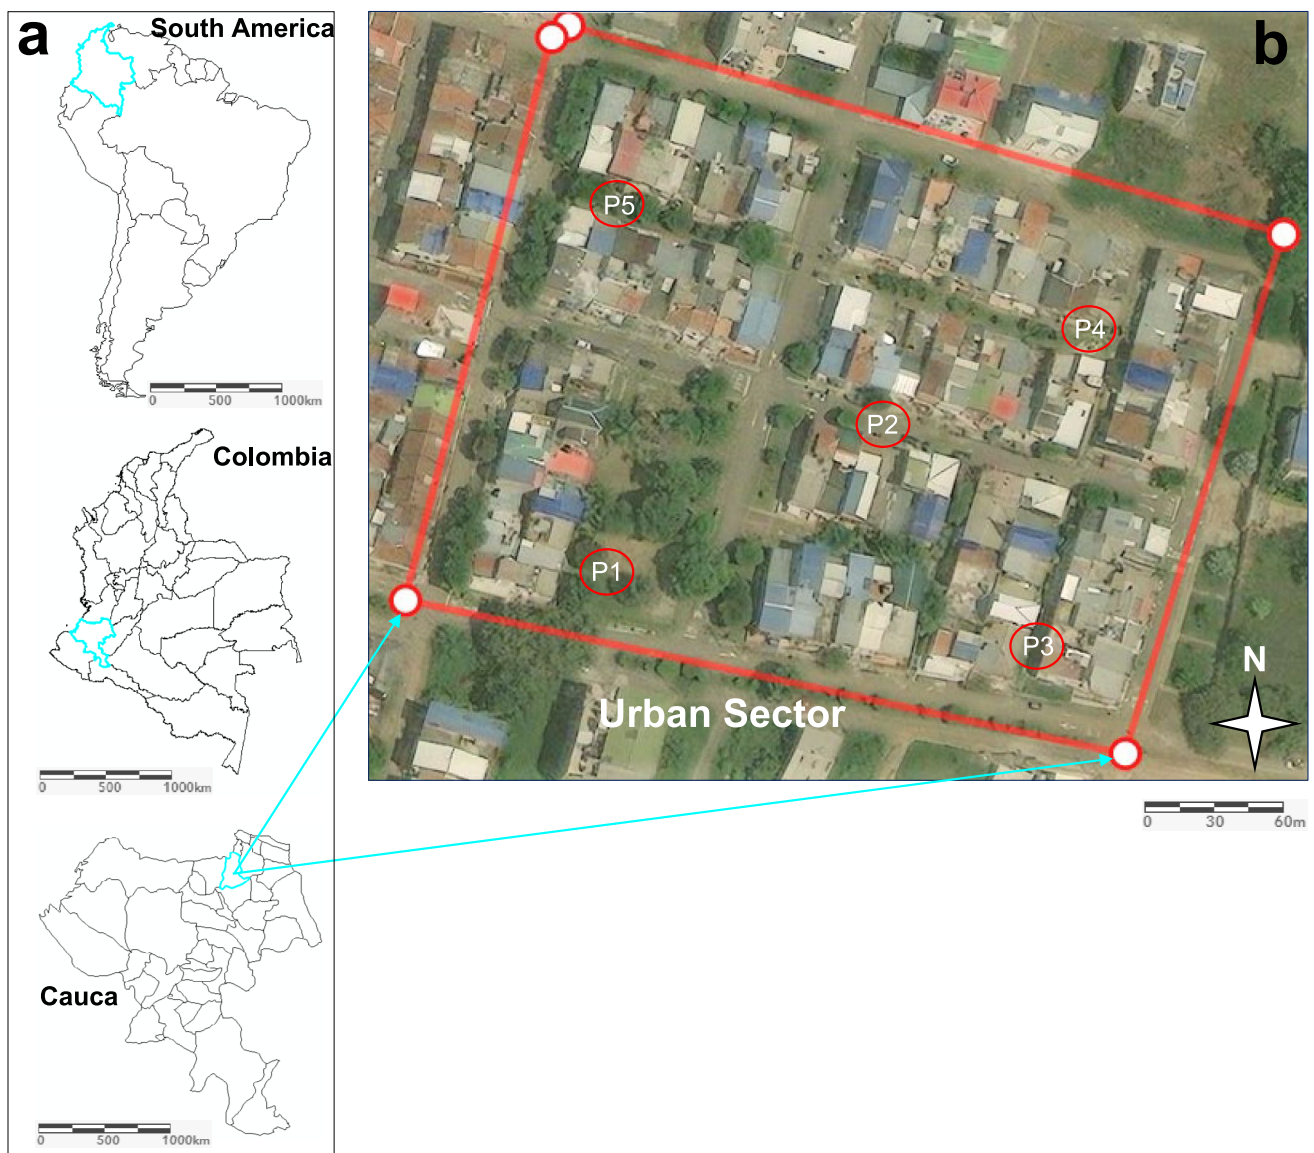 a
South America
0 500 1000km
Colombia
0 500 1000km
Cauca
0 500 1000km
b
P5
P4
P2
P1
P3
N
Urban Sector
0 30 60m